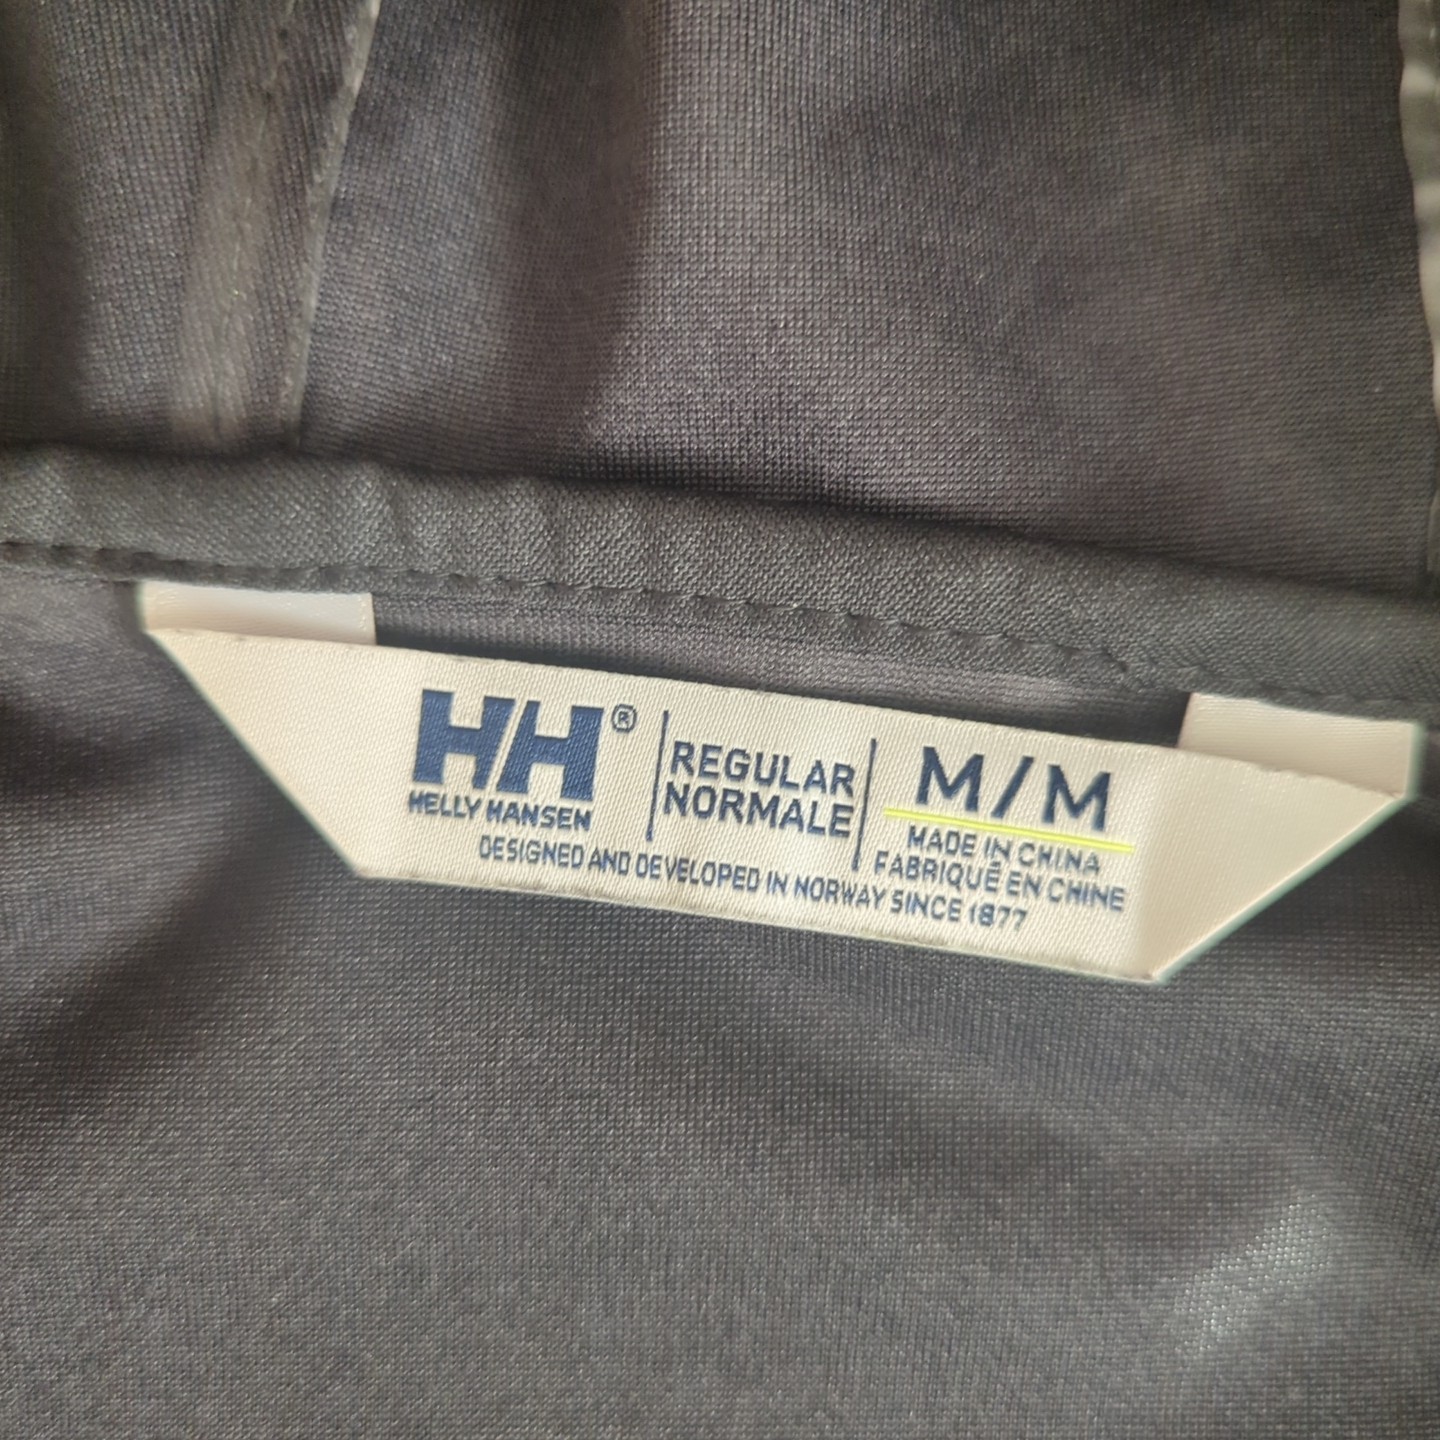 HH®
HELLY HANSEN
REGULAR
NORMALE
M/M
MADE IN CHINA
FABRIQUÉ EN CHINE
DESIGNED AND DEVELOPED IN NORWAY SINCE 1877